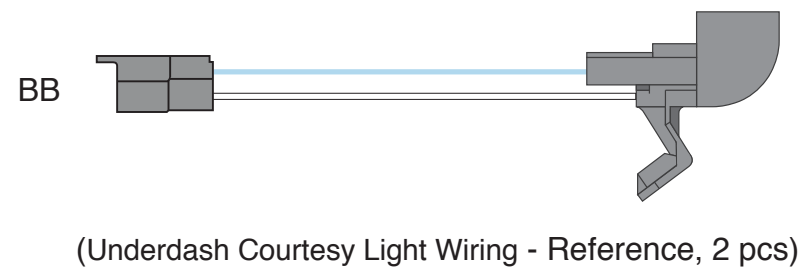 BB
(Underdash Courtesy Light Wiring - Reference, 2 pcs)